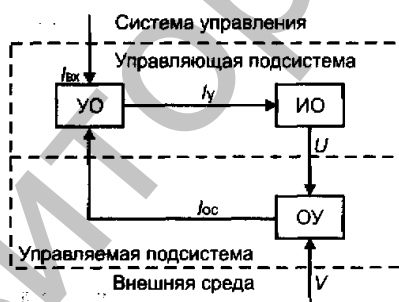 Система управления
Управляющая подсистема
Iвх
УО
Iу
ИО
U
Iос
ОУ
Управляемая подсистема
Внешняя среда
V